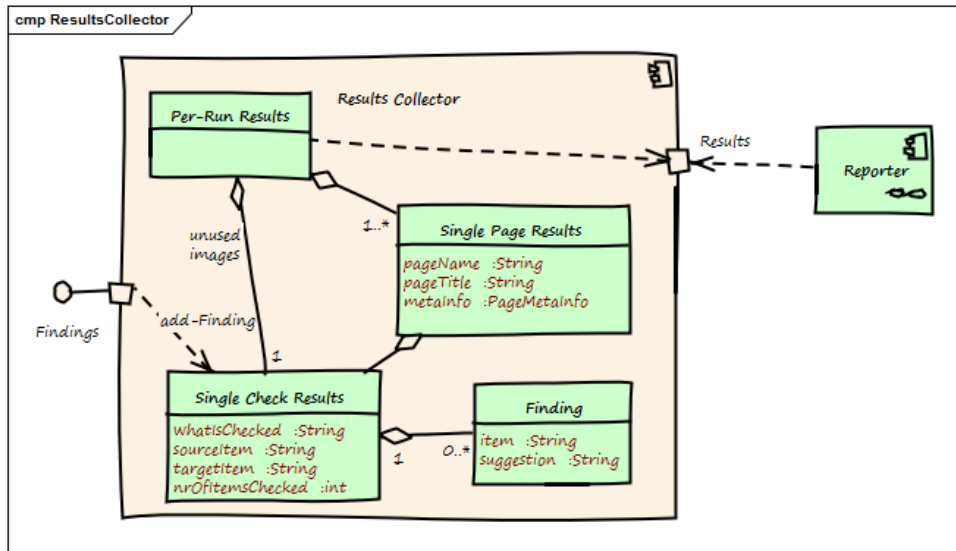 cmp ResultsCollector
Results Collector
Per-Run Results
Results
Reporter
1..*
unused
images
Single Page Results
pageName :String
pageTitle :String
metaInfo :PageMetaInfo
Findings
add-Finding
1
Single Check Results
whatIsChecked :String
sourceItem :String
targetItem :String
nrOfItemsChecked :int
1
0..*
Finding
item :String
suggestion :String